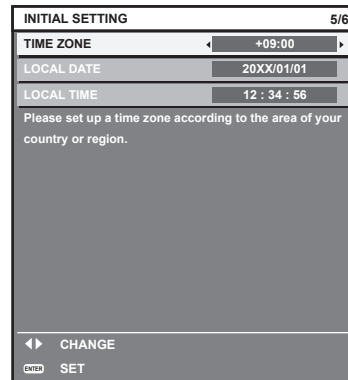 INITIAL SETTING 5/6
TIME ZONE +09:00
LOCAL DATE 20XX/01/01
LOCAL TIME 12 : 34 : 56
Please set up a time zone according to the area of your
country or region.
CHANGE
ENTER SET